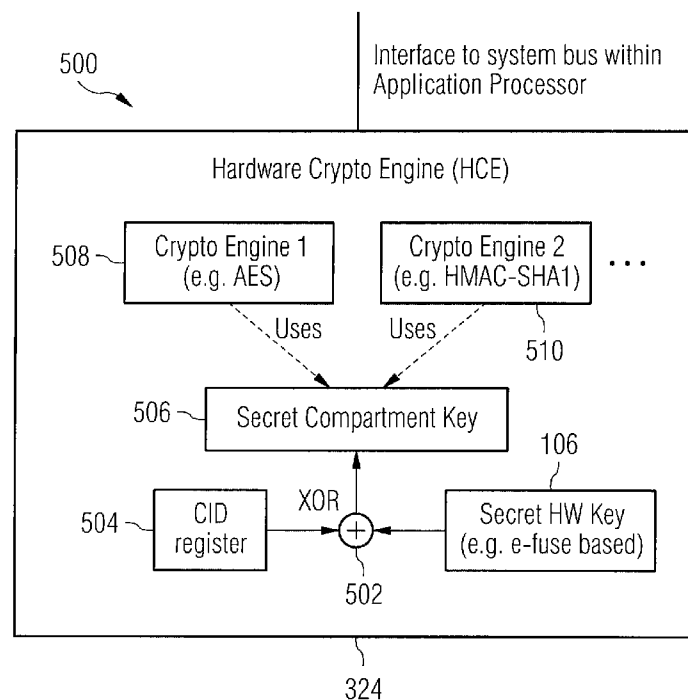 500
Interface to system bus within
Application Processor
Hardware Crypto Engine (HCE)
508
Crypto Engine 1
(e.g. AES)
Crypto Engine 2
(e.g. HMAC-SHA1)
...
Uses
Uses
510
506
Secret Compartment Key
106
XOR
504
CID
register
+
Secret HW Key
(e.g. e-fuse based)
502
324